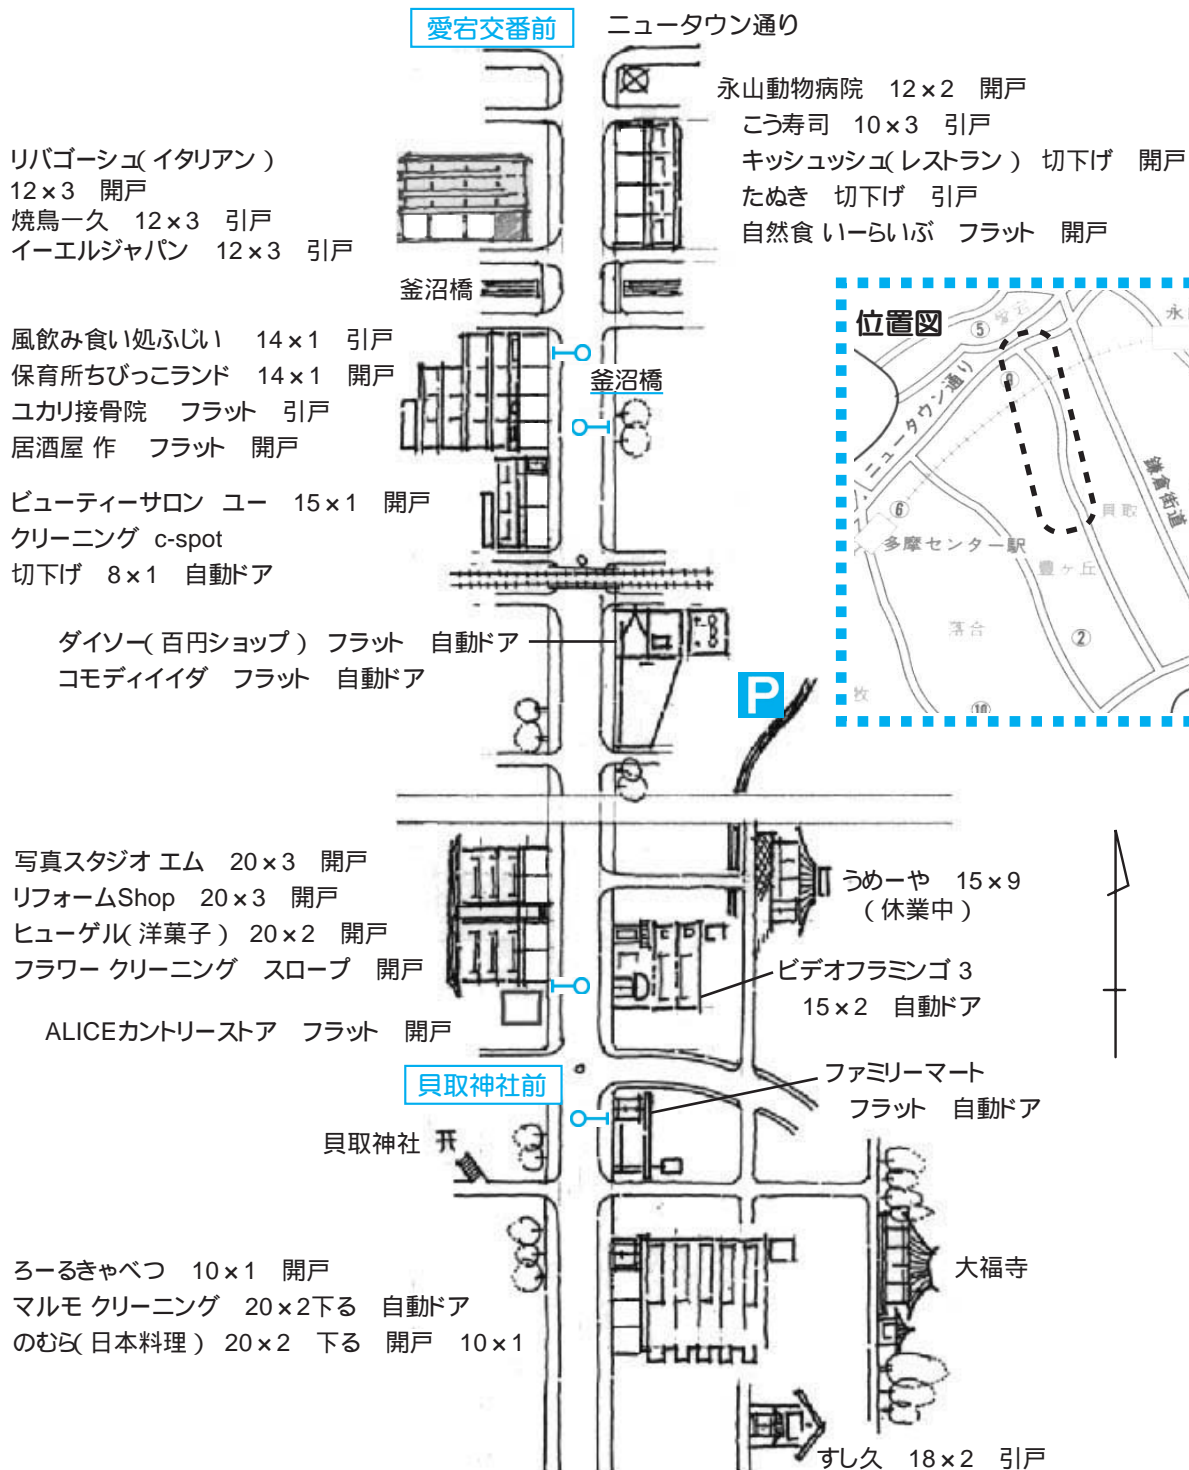 愛宕交番前
ニュータウン通り
永山動物病院 12×2 開戸
こう寿司 10×3 引戸
キッシュッシュ(レストラン) 切下げ 開戸
たぬき 切下げ 引戸
自然食 いーらいぶ フラット 開戸
リバゴーシュ(イタリアン)
12×3 開戸
焼鳥一久 12×3 引戸
イーエルジャパン 12×3 引戸
釜沼橋
風飲み食い処ふじい 14×1 引戸
保育所ちびっこランド 14×1 開戸
ユカリ接骨院 フラット 引戸
居酒屋 作 フラット 開戸
釜沼橋
ビューティーサロン ユー 15×1 開戸
クリーニング c-spot
切下げ 8×1 自動ドア
位置図
⑤
愛宕
永
ニュータウン通り
鎌倉街道
⑥
貝取
多摩センター駅
豊ヶ丘
落合
②
牧
⑩
ダイソー(百円ショップ) フラット 自動ドア
コモディイイダ フラット 自動ドア
P
写真スタジオ エム 20×3 開戸
リフォームShop 20×3 開戸
ヒューゲル(洋菓子) 20×2 開戸
フラワー クリーニング スロープ 開戸
ALICEカントリーストア フラット 開戸
うめーや 15×9
(休業中)
ビデオフラミンゴ3
15×2 自動ドア
貝取神社前
ファミリーマート
フラット 自動ドア
貝取神社
大福寺
ろーるきゃべつ 10×1 開戸
マルモ クリーニング 20×2下る 自動ドア
のむら(日本料理) 20×2 下る 開戸 10×1
すし久 18×2 引戸